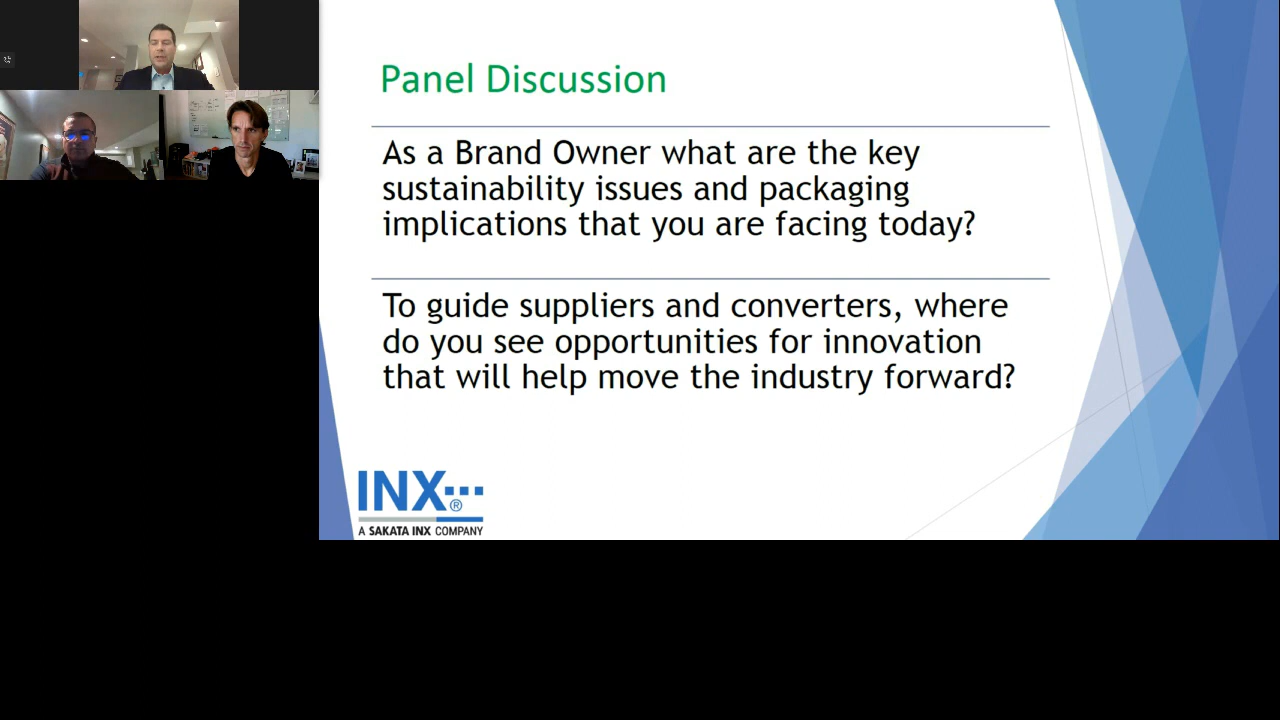 Panel Discussion
As a Brand Owner what are the key
sustainability issues and packaging
implications that you are facing today?
To guide suppliers and converters, where
do you see opportunities for innovation
that will help move the industry forward?
INX®
A SAKATA INX COMPANY